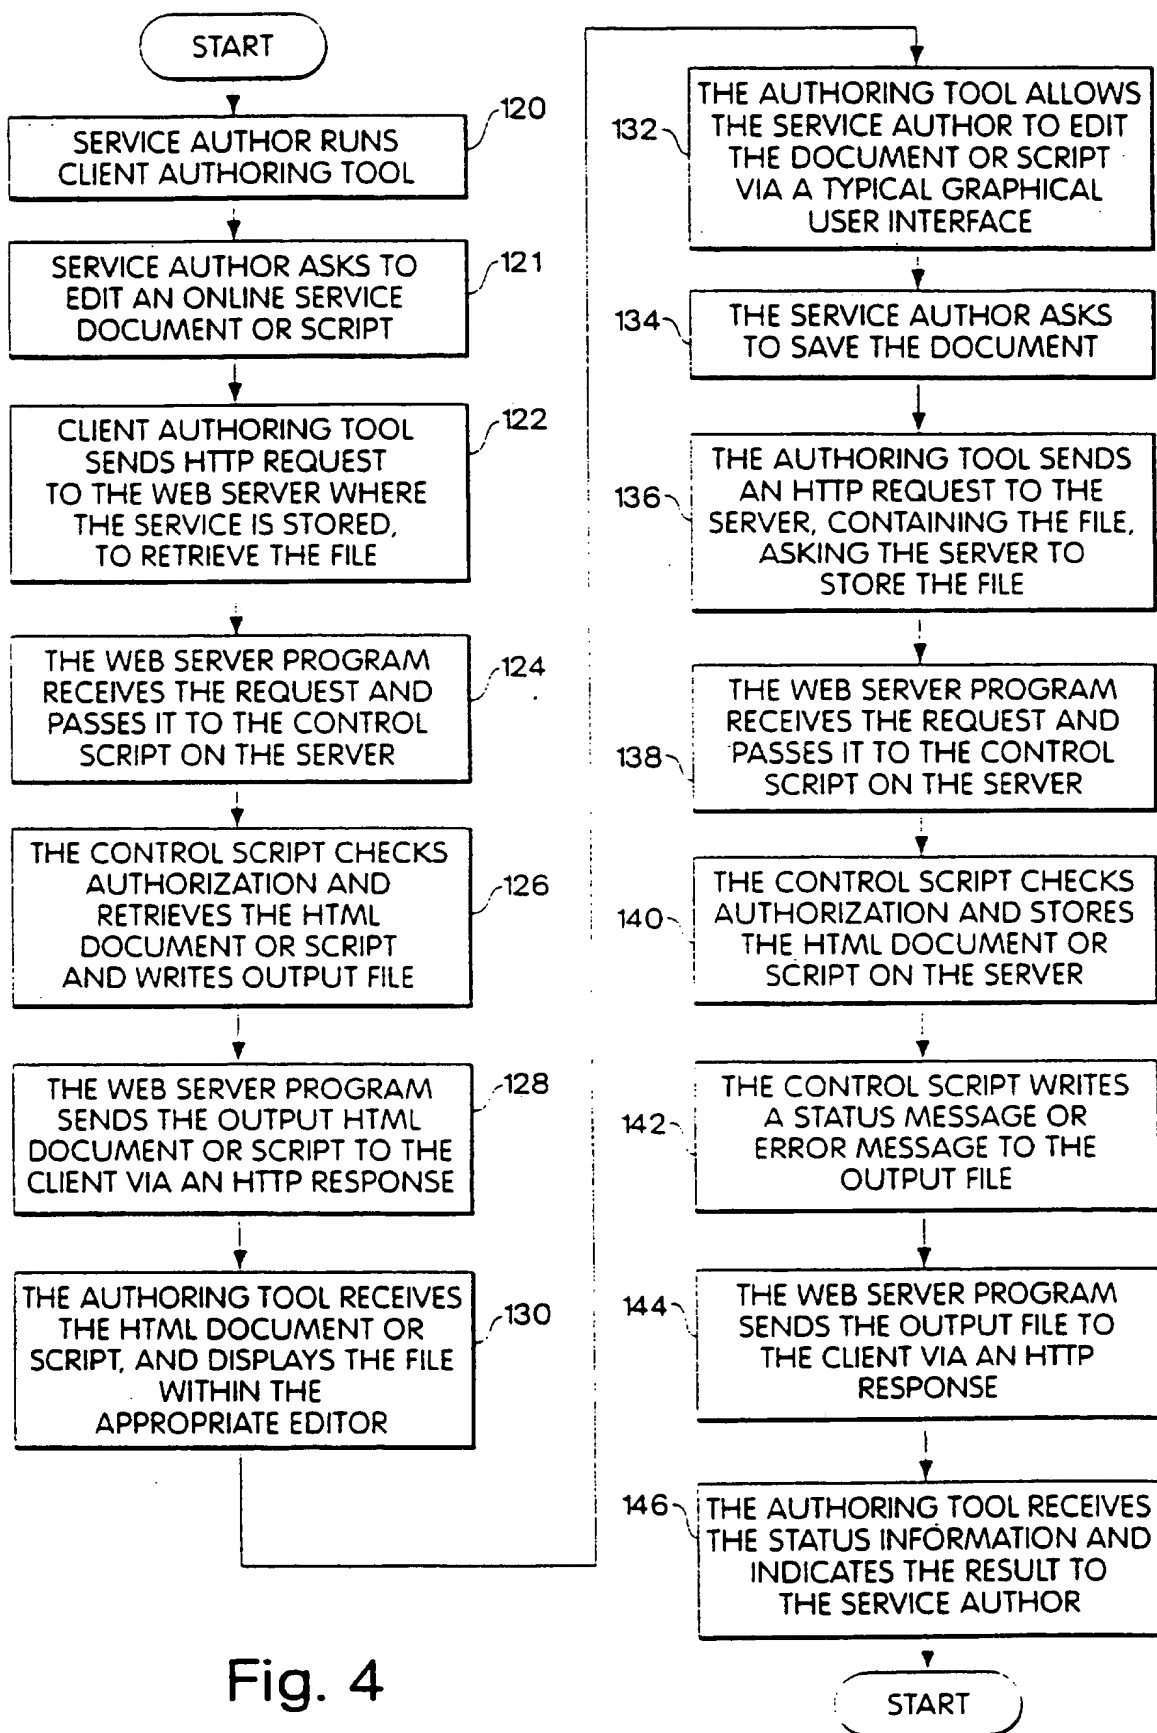 START
SERVICE AUTHOR RUNS
CLIENT AUTHORING TOOL
120
SERVICE AUTHOR ASKS TO
EDIT AN ONLINE SERVICE
DOCUMENT OR SCRIPT
121
CLIENT AUTHORING TOOL
SENDS HTTP REQUEST
TO THE WEB SERVER WHERE
THE SERVICE IS STORED,
TO RETRIEVE THE FILE
122
THE WEB SERVER PROGRAM
RECEIVES THE REQUEST AND
PASSES IT TO THE CONTROL
SCRIPT ON THE SERVER
124
THE CONTROL SCRIPT CHECKS
AUTHORIZATION AND
RETRIEVES THE HTML
DOCUMENT OR SCRIPT
AND WRITES OUTPUT FILE
126
THE WEB SERVER PROGRAM
SENDS THE OUTPUT HTML
DOCUMENT OR SCRIPT TO THE
CLIENT VIA AN HTTP RESPONSE
128
THE AUTHORING TOOL RECEIVES
THE HTML DOCUMENT OR
SCRIPT, AND DISPLAYS THE FILE
WITHIN THE
APPROPRIATE EDITOR
130
132
THE AUTHORING TOOL ALLOWS
THE SERVICE AUTHOR TO EDIT
THE DOCUMENT OR SCRIPT
VIA A TYPICAL GRAPHICAL
USER INTERFACE
134
THE SERVICE AUTHOR ASKS
TO SAVE THE DOCUMENT
136
THE AUTHORING TOOL SENDS
AN HTTP REQUEST TO THE
SERVER, CONTAINING THE FILE,
ASKING THE SERVER TO
STORE THE FILE
138
THE WEB SERVER PROGRAM
RECEIVES THE REQUEST AND
PASSES IT TO THE CONTROL
SCRIPT ON THE SERVER
140
THE CONTROL SCRIPT CHECKS
AUTHORIZATION AND STORES
THE HTML DOCUMENT OR
SCRIPT ON THE SERVER
142
THE CONTROL SCRIPT WRITES
A STATUS MESSAGE OR
ERROR MESSAGE TO THE
OUTPUT FILE
144
THE WEB SERVER PROGRAM
SENDS THE OUTPUT FILE TO
THE CLIENT VIA AN HTTP
RESPONSE
146
THE AUTHORING TOOL RECEIVES
THE STATUS INFORMATION AND
INDICATES THE RESULT TO
THE SERVICE AUTHOR
START
Fig. 4